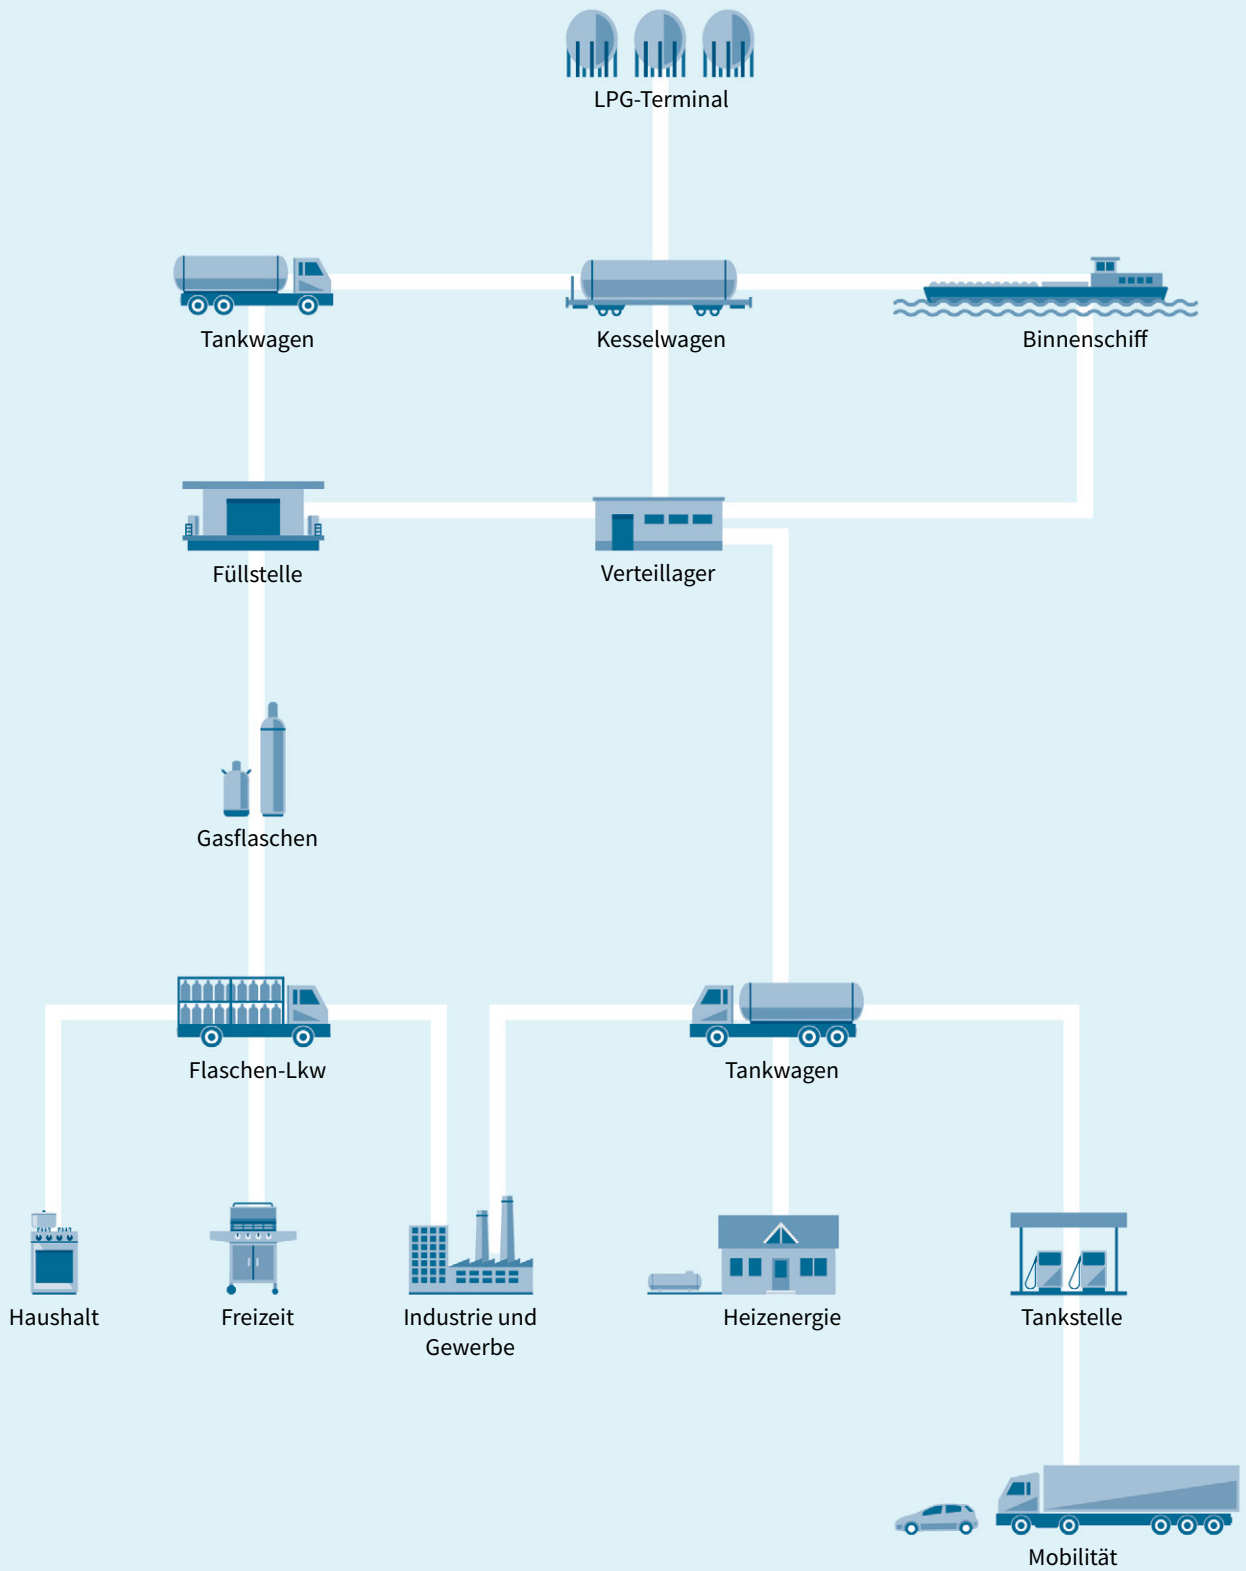 LPG-Terminal
Tankwagen
Kesselwagen
Binnenschiff
Füllstelle
Verteillager
Gasflaschen
Flaschen-Lkw
Tankwagen
Haushalt
Freizeit
Industrie und
Gewerbe
Heizenergie
Tankstelle
Mobilität